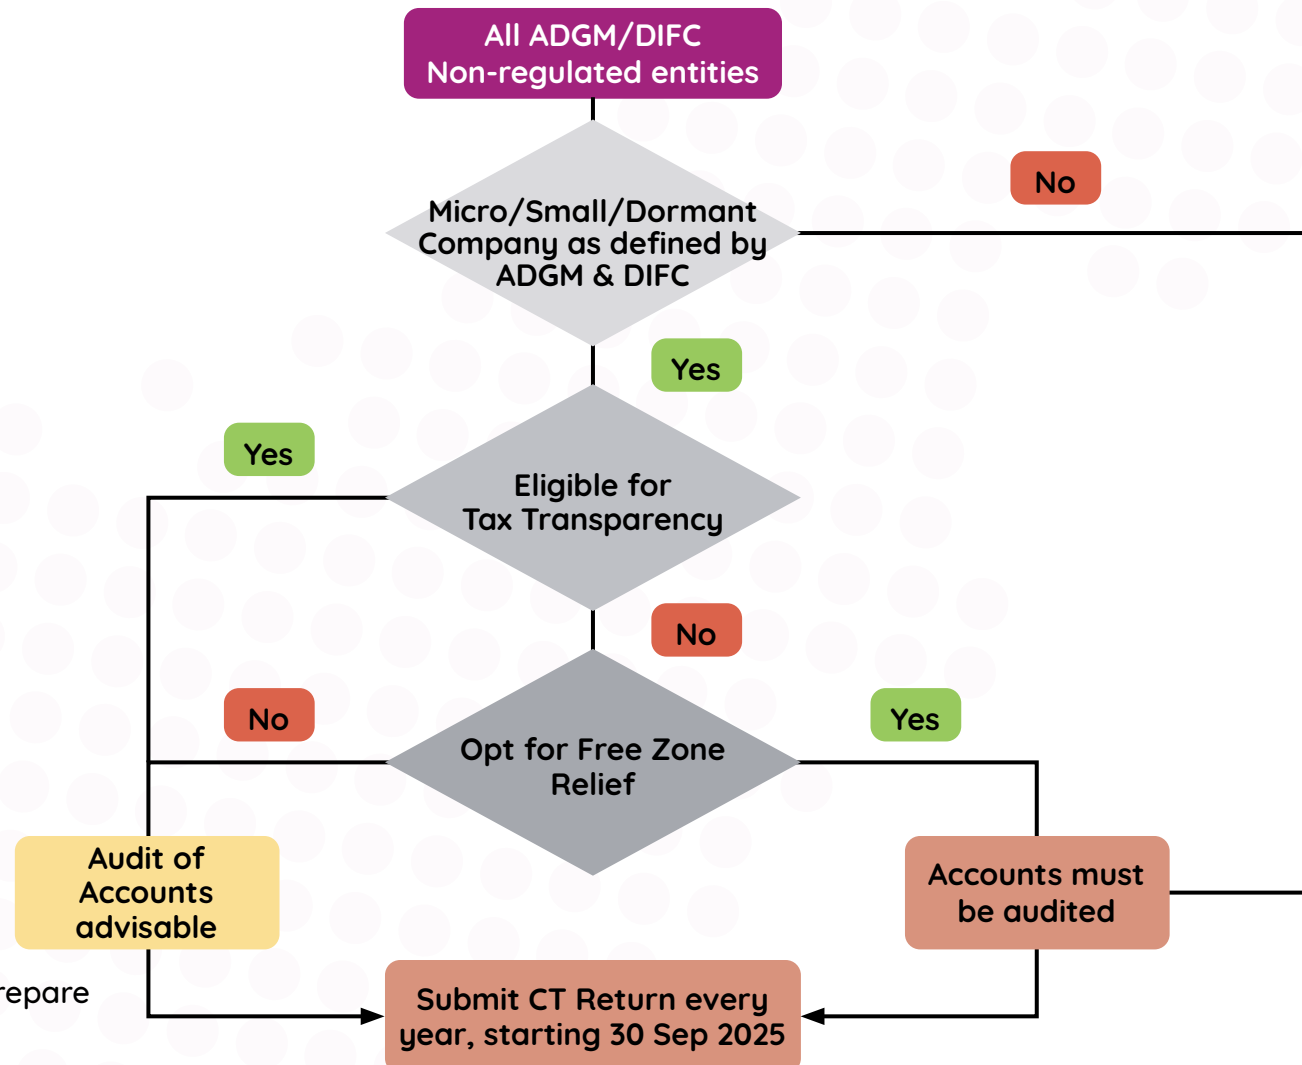 All ADGM/DIFC
Non-regulated entities
No
Micro/Small/Dormant
Company as defined by
ADGM & DIFC
Yes
Yes
Eligible for
Tax Transparency
No
No
Yes
Opt for Free Zone
Relief
Audit of
Accounts
advisable
Accounts must
be audited
repare
Submit CT Return every
year, starting 30 Sep 2025